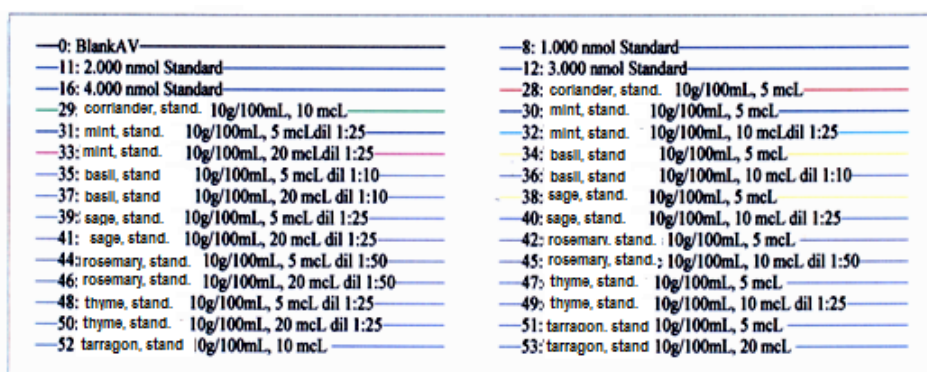 0: BlankAV
11: 2.000 nmol Standard
16: 4.000 nmol Standard
29: corriander, stand. 10g/100mL, 10 mcL
31: mint, stand. 10g/100mL, 5 mcLdil 1:25
33: mint, stand. 10g/100mL, 20 mcLdil 1:25
35: basil, stand 10g/100mL, 5 mcL dil 1:10
37: basil, stand 10g/100mL, 20 mcL dil 1:10
39: sage, stand. 10g/100mL, 5 mcL dil 1:25
41: sage, stand. 10g/100mL, 20 mcL dil 1:25
44: rosemary, stand. 10g/100mL, 5 mcL dil 1:50
46: rosemary, stand. 10g/100mL, 20 mcL dil 1:50
48: thyme, stand. 10g/100mL, 5 mcL dil 1:25
50: thyme, stand. 10g/100mL, 20 mcL dil 1:25
52 tarragon, stand 10g/100mL, 10 mcL
8: 1.000 nmol Standard
12: 3.000 nmol Standard
28: coriander, stand. 10g/100mL, 5 mcL
30: mint, stand. 10g/100mL, 5 mcL
32: mint, stand. 10g/100mL, 10 mcL dil 1:25
34: basil 10g/100mL, 5 mcL
36: basil 10g/100mL, 10 mcL dil 1:10
38: sage, stand. 10g/100mL, 5 mcL
40: sage, stand. 10g/100mL, 10 mcL dil 1:25
42: rosemary. stand. 10g/100mL, 5 mcL
45: rosemary, stand.; 10g/100mL, 10 mcL dil 1:50
47: thyme, stand. 10g/100mL, 5 mcL
49: thyme, stand. 10g/100mL, 10 mcL dil 1:25
51: tarragon. stand 10g/100mL, 5 mcL
53: tarragon, stand 10g/100mL, 20 mcL